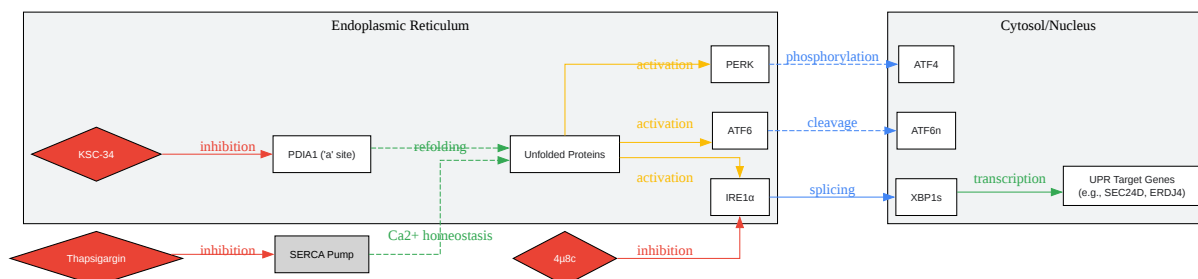 Endoplasmic Reticulum
Cytosol/Nucleus
PERK
phosphorylation
ATF4
activation
ATF6
cleavage
ATF6n
activation
KSC-34
inhibition
PDIA1 ('a' site)
refolding
Unfolded Proteins
activation
IRE1α
splicing
XBP1s
transcription
UPR Target Genes
(e.g., SEC24D, ERDJ4)
Thapsigargin
inhibition
SERCA Pump
Ca2+ homeostasis
4μ8c
inhibition